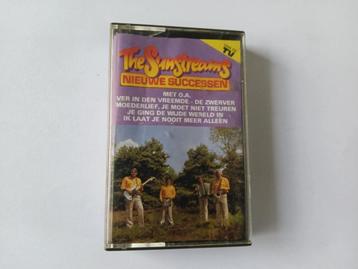 TV
The Sunstreams
NIEUWE SUCCESSEN
MET O.A.
VER IN DEN VREEMDE - DE ZWERVER
MOEDERLIEF, JE MOET NIET TREUREN
JE GING DE WIJDE WERELD IN
IK LAAT JE NOOIT MEER ALLEEN